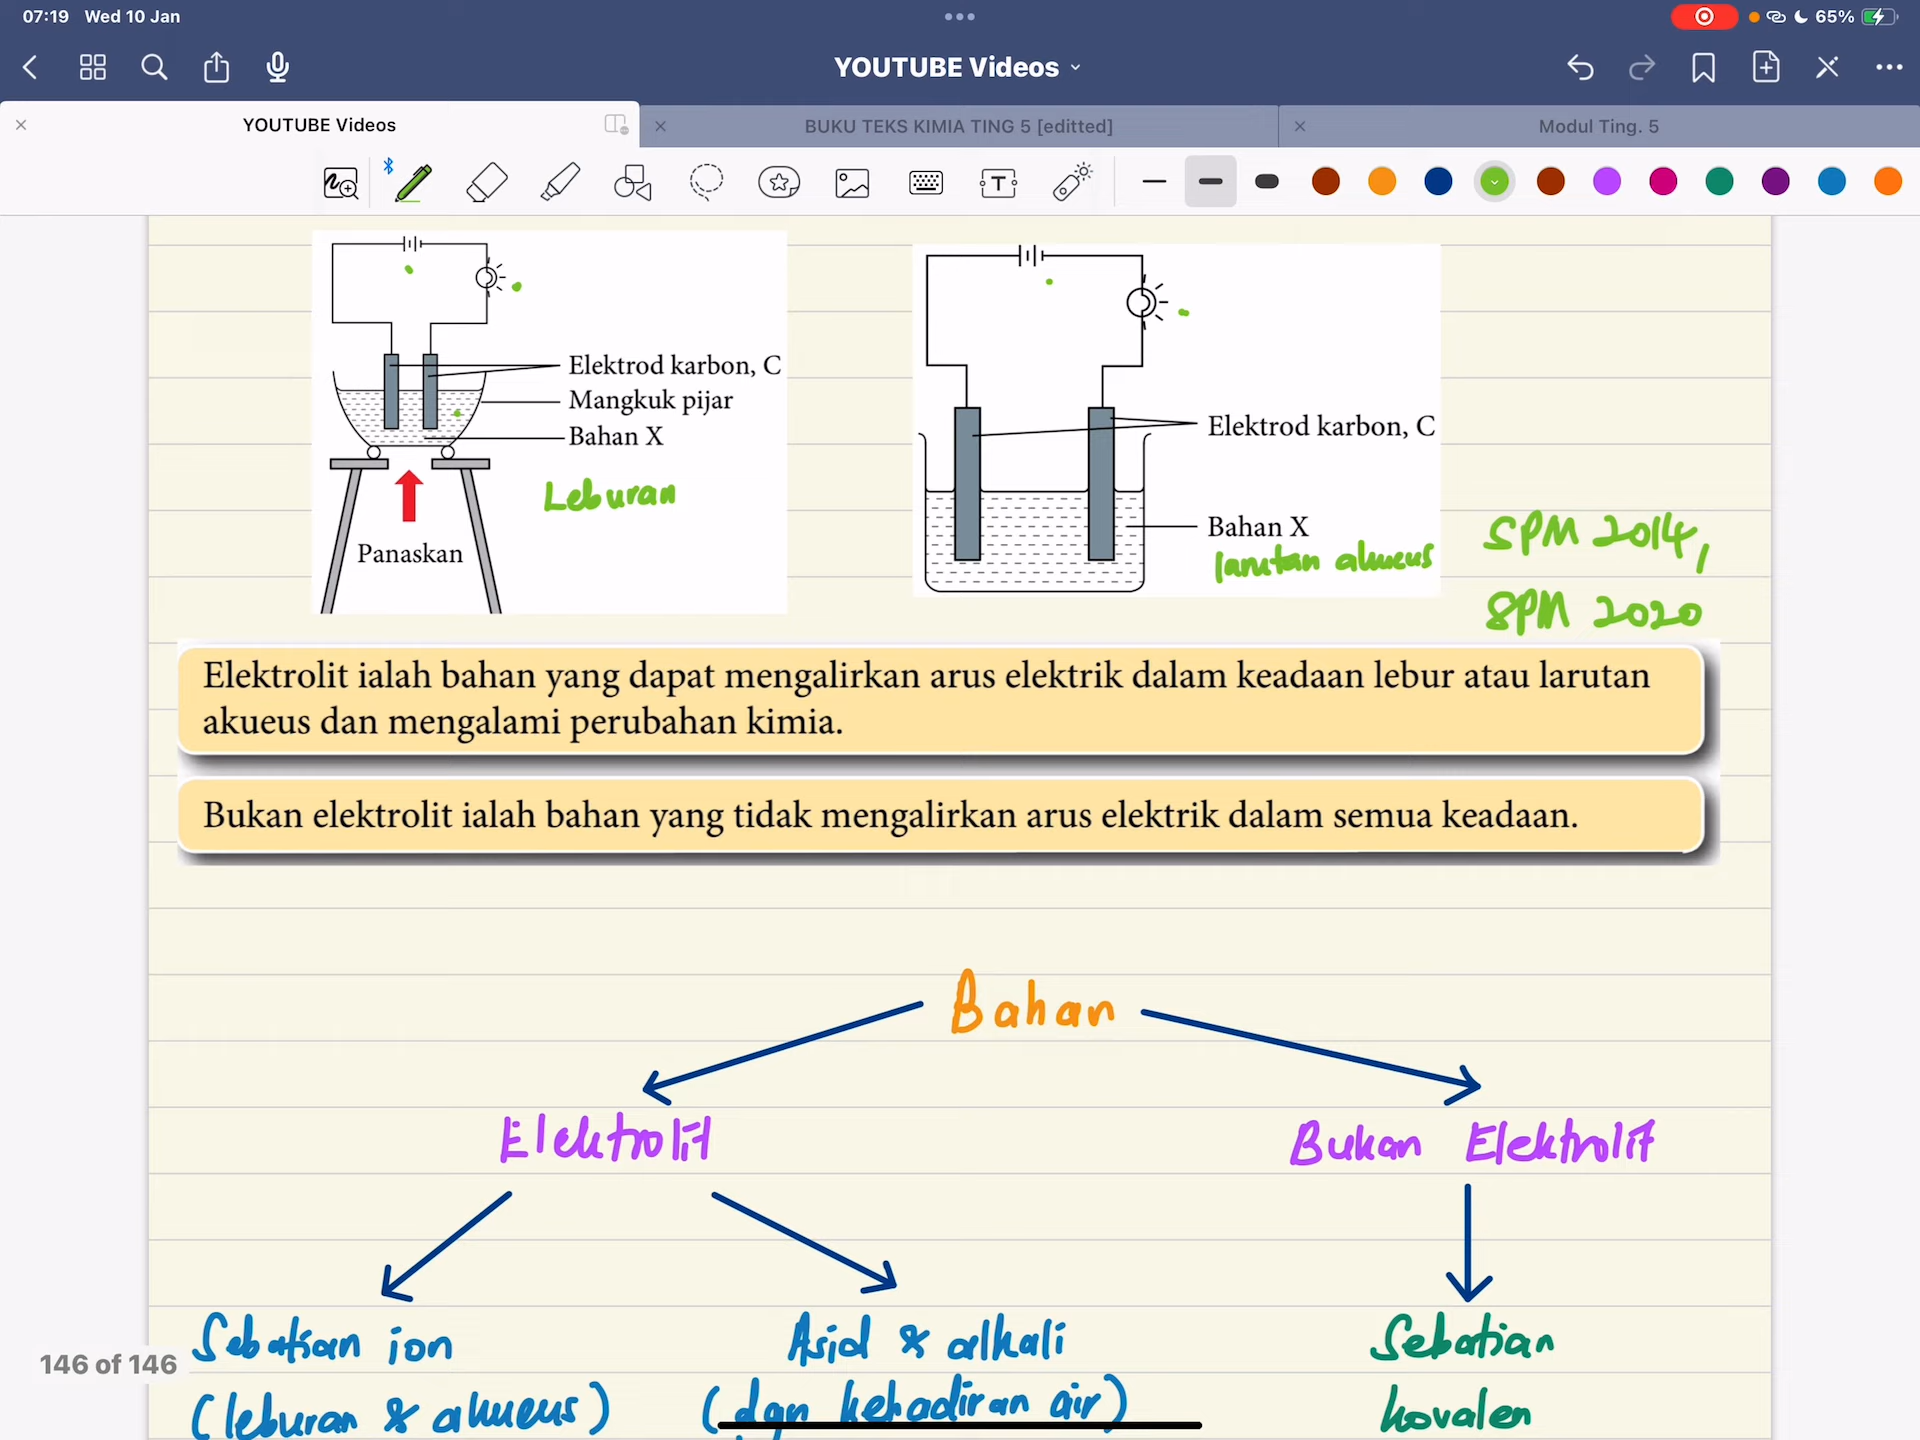 07:19 Wed 10 Jan
65%
YOUTUBE Videos
YOUTUBE Videos
BUKU TEKS KIMIA TING 5 [editted]
Modul Ting. 5
T
Elektrod karbon, C
Mangkuk pijar
Bahan X
Leburan
Panaskan
Elektrod karbon, C
Bahan X
larutan akueus
SPM 2014,
SPM 2020
Elektrolit ialah bahan yang dapat mengalirkan arus elektrik dalam keadaan lebur atau larutan
akueus dan mengalami perubahan kimia.
Bukan elektrolit ialah bahan yang tidak mengalirkan arus elektrik dalam semua keadaan.
Bahan
Elektrolit
Bukan Elektrolit
Sebatian ion
(leburan & akueus)
Asid & alkali
(dgn kehadiran air)
Sebatian
kovalen
146 of 146